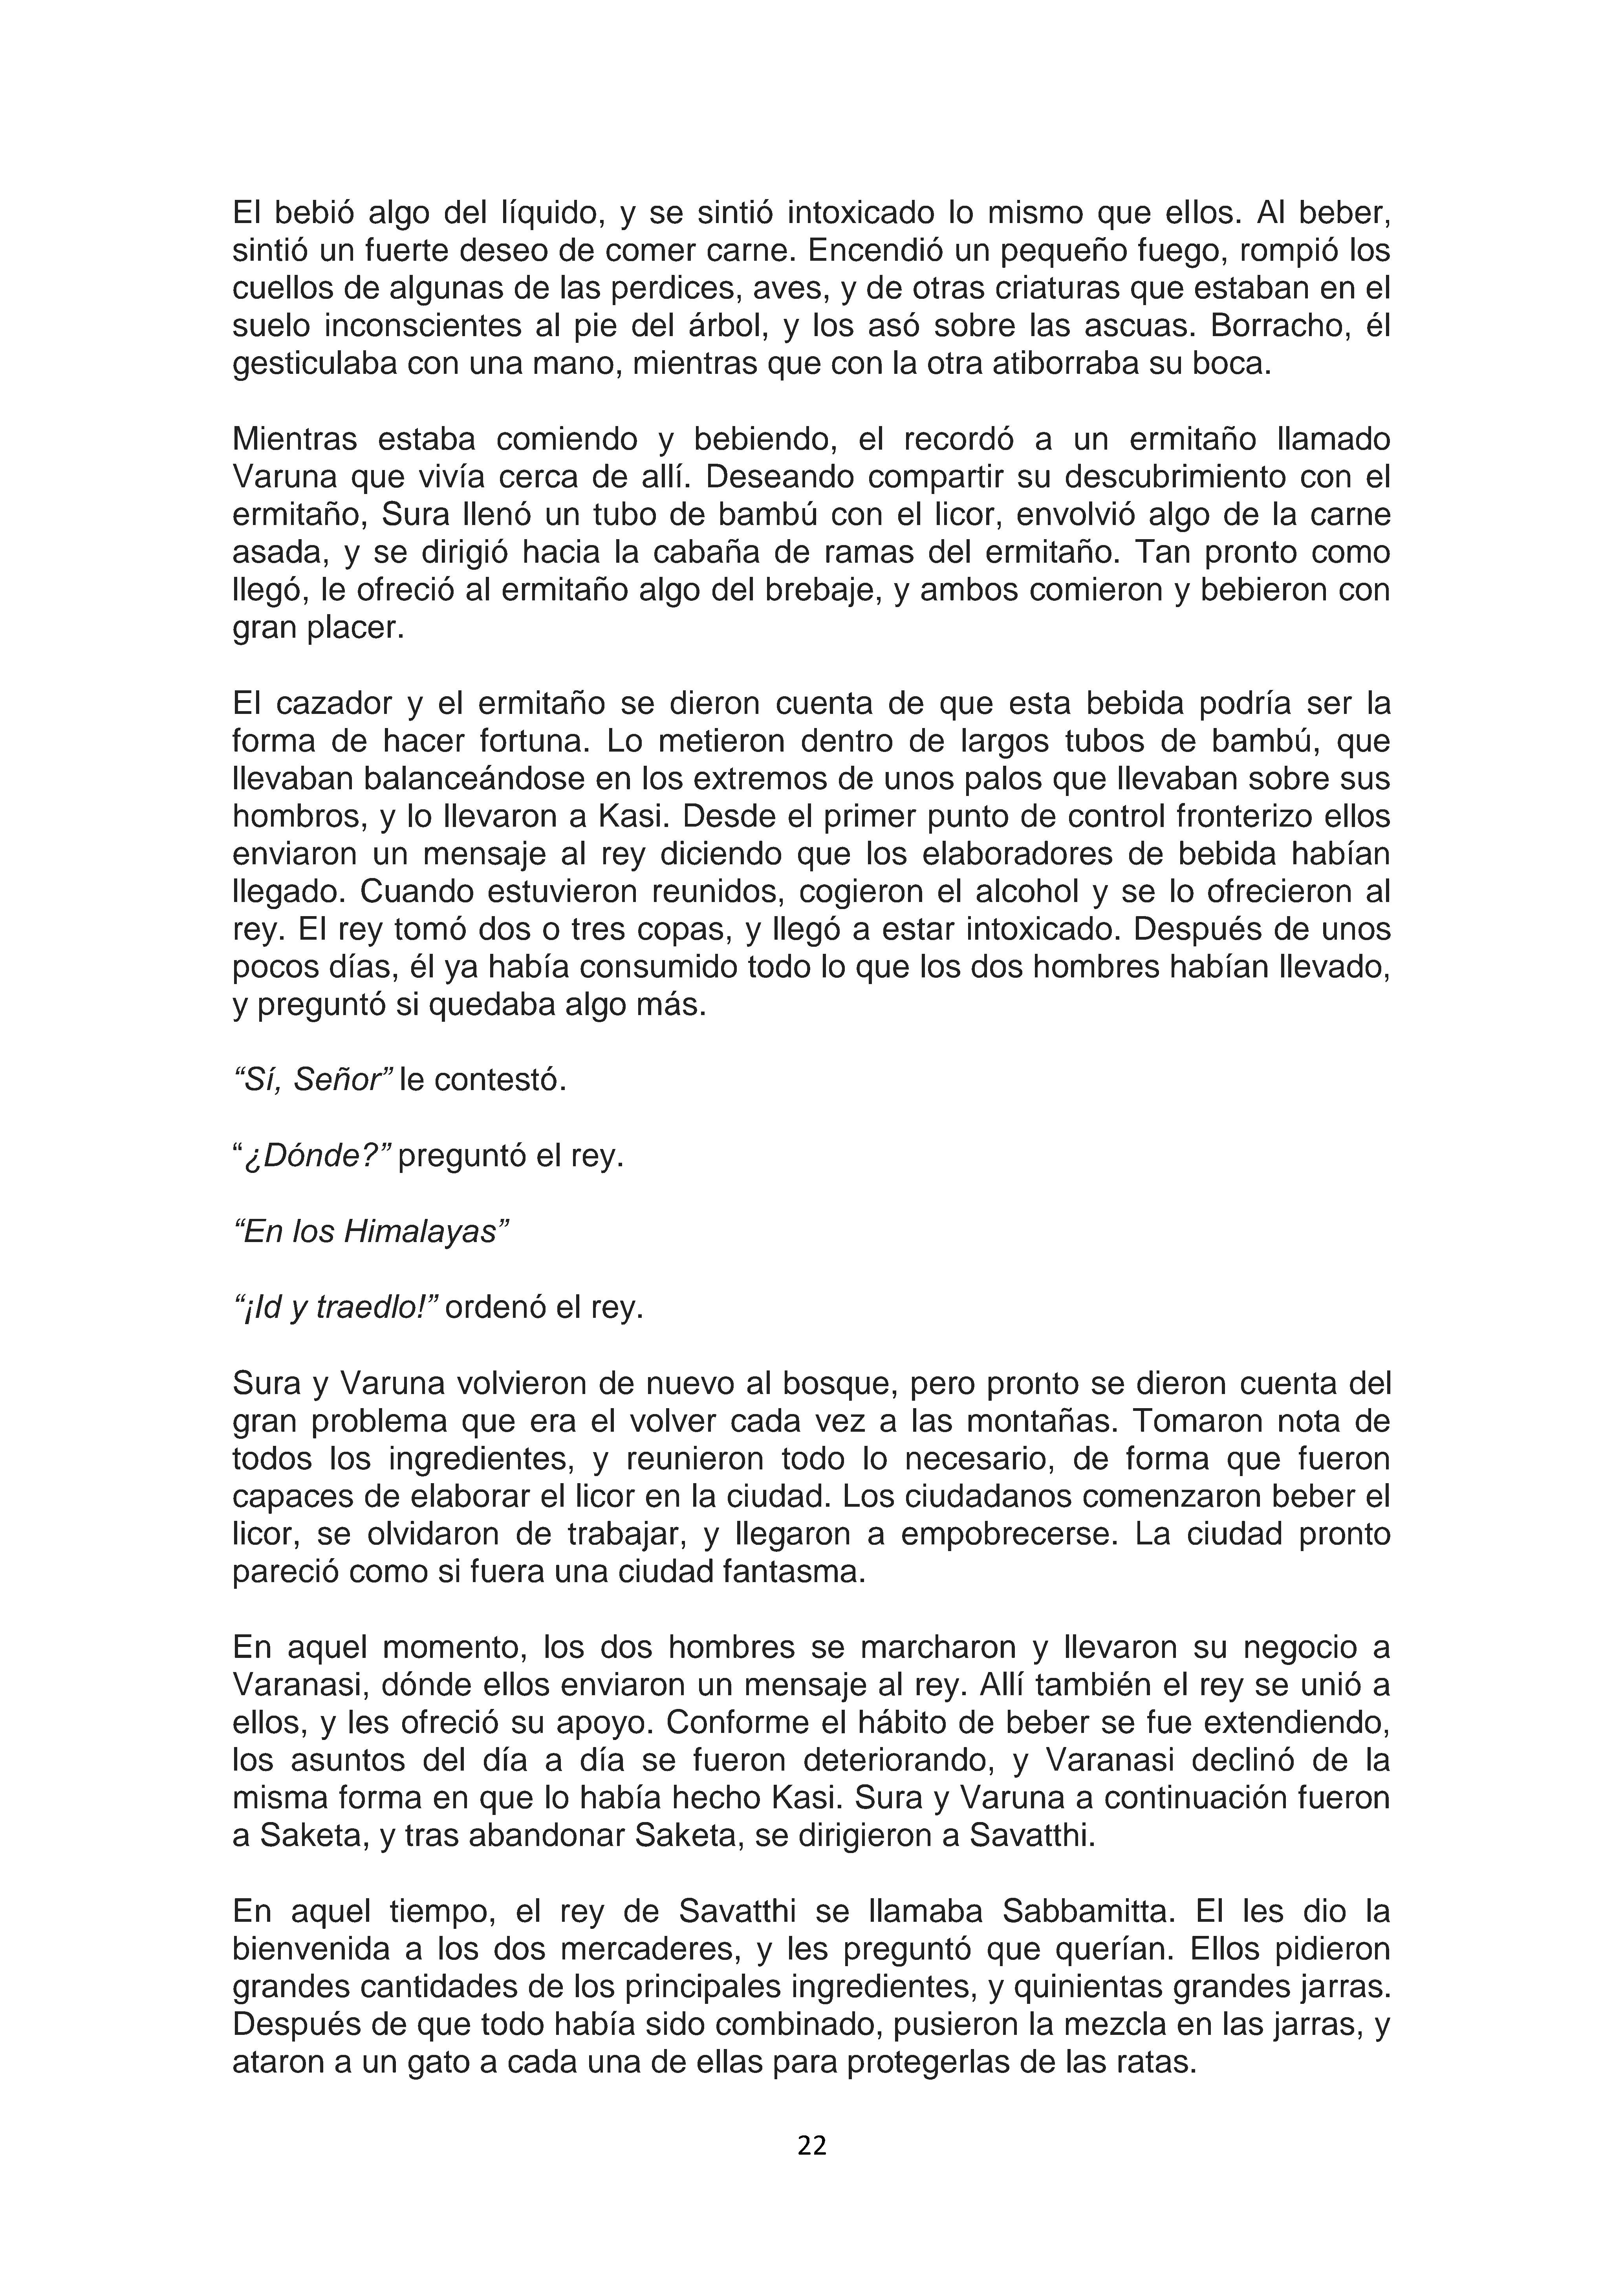 El bebió algo del líquido, y se sintió intoxicado lo mismo que ellos. Al beber,
sintió un fuerte deseo de comer carne. Encendió un pequeño fuego, rompió los
cuellos de algunas de las perdices, aves, y de otras criaturas que estaban en el
suelo inconscientes al pie del árbol, y los asó sobre las ascuas. Borracho, él
gesticulaba con una mano, mientras que con la otra atiborraba su boca.
Mientras estaba comiendo y bebiendo, el recordó a un ermitaño llamado
Varuna que vivía cerca de allí. Deseando compartir su descubrimiento con el
ermitaño, Sura llenó un tubo de bambú con el licor, envolvió algo de la carne
asada, y se dirigió hacia la cabaña de ramas del ermitaño. Tan pronto como
llegó, le ofreció al ermitaño algo del brebaje, y ambos comieron y bebieron con
gran placer.
El cazador y el ermitaño se dieron cuenta de que esta bebida podría ser la
forma de hacer fortuna. Lo metieron dentro de largos tubos de bambú, que
llevaban balanceándose en los extremos de unos palos que llevaban sobre sus
hombros, y lo llevaron a Kasi. Desde el primer punto de control fronterizo ellos
enviaron un mensaje al rey diciendo que los elaboradores de bebida habían
llegado. Cuando estuvieron reunidos, cogieron el alcohol y se lo ofrecieron al
rey. El rey tomó dos o tres copas, y llegó a estar intoxicado. Después de unos
pocos días, él ya había consumido todo lo que los dos hombres habían llevado,
y preguntó si quedaba algo más.
“Sí, Señor” le contestó.
“¿Dónde?” preguntó el rey.
“En los Himalayas”
“¡Id y traedlo!” ordenó el rey.
Sura y Varuna volvieron de nuevo al bosque, pero pronto se dieron cuenta del
gran problema que era el volver cada vez a las montañas. Tomaron nota de
todos los ingredientes, y reunieron todo lo necesario, de forma que fueron
capaces de elaborar el licor en la ciudad. Los ciudadanos comenzaron beber el
licor, se olvidaron de trabajar, y llegaron a empobrecerse. La ciudad pronto
pareció como si fuera una ciudad fantasma.
En aquel momento, los dos hombres se marcharon y llevaron su negocio a
Varanasi, dónde ellos enviaron un mensaje al rey. Allí también el rey se unió a
ellos, y les ofreció su apoyo. Conforme el hábito de beber se fue extendiendo,
los asuntos del día a día se fueron deteriorando, y Varanasi declinó de la
misma forma en que lo había hecho Kasi. Sura y Varuna a continuación fueron
a Saketa, y tras abandonar Saketa, se dirigieron a Savatthi.
En aquel tiempo, el rey de Savatthi se llamaba Sabbamitta. El les dio la
bienvenida a los dos mercaderes, y les preguntó que querían. Ellos pidieron
grandes cantidades de los principales ingredientes, y quinientas grandes jarras.
Después de que todo había sido combinado, pusieron la mezcla en las jarras, y
ataron a un gato a cada una de ellas para protegerlas de las ratas.
22